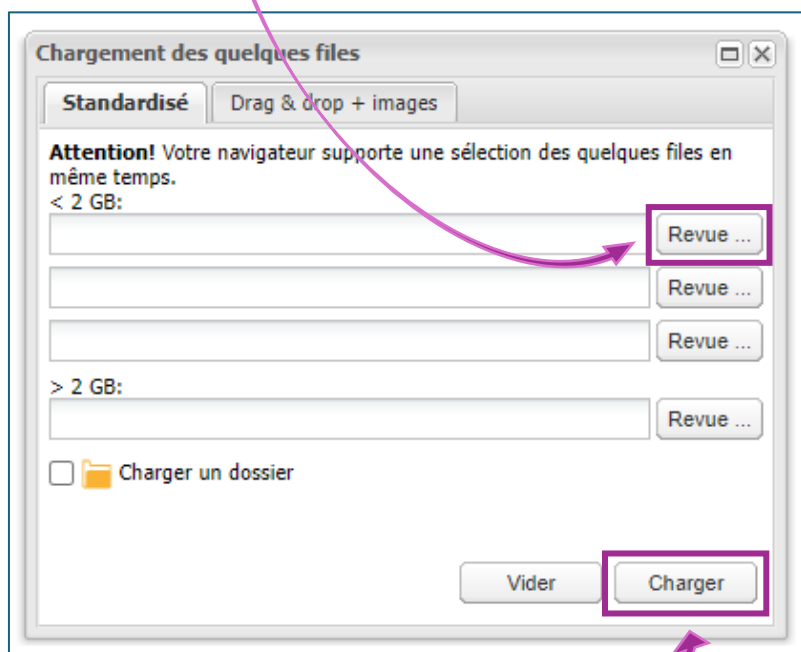 Chargement des quelques files
Standardisé
Drag & drop + images
Attention! Votre navigateur supporte une sélection des quelques files en
même temps.
< 2 GB:
Revue ...
Revue ...
Revue ...
> 2 GB:
Revue ...
Charger un dossier
Vider
Charger